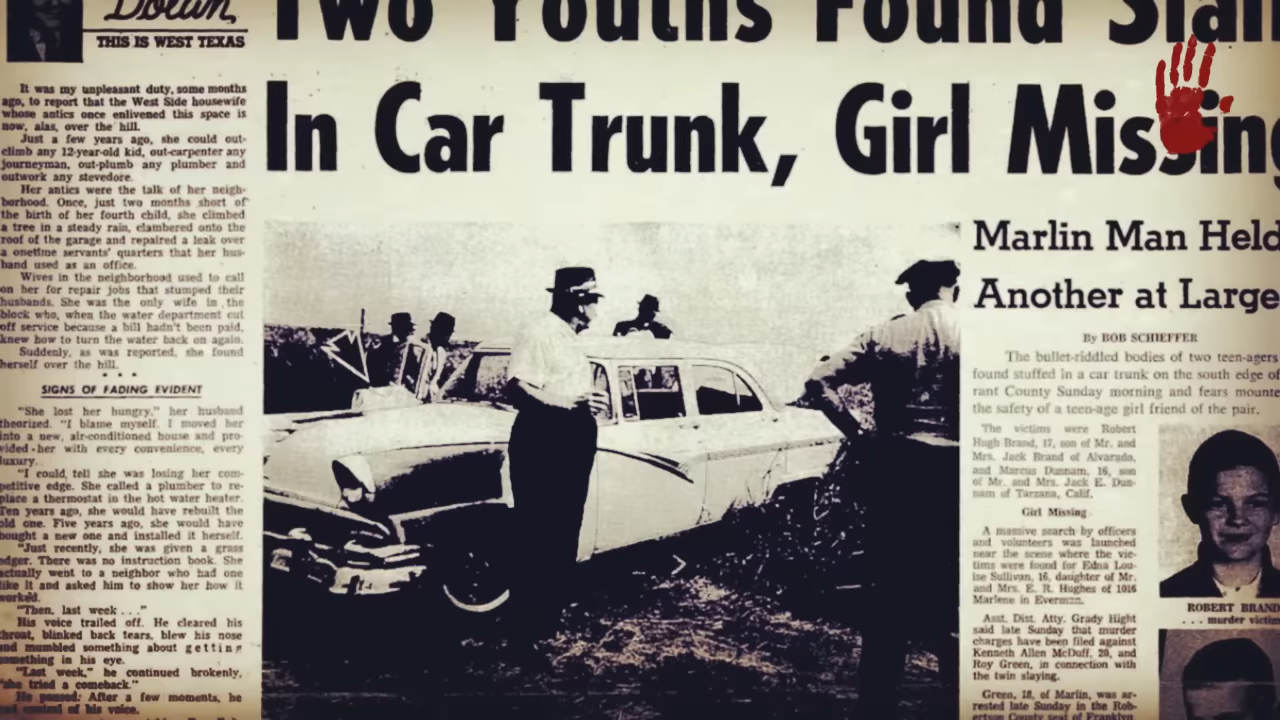 Dolan
THIS IS WEST TEXAS
It was my unpleasant duty, some months
ago, to report that the West Side housewife
whose antics once enlivened this space is
now, alas, over the hill.
Just a few years ago, she could out-
climb any 12-year-old kid, out-carpenter any
journeyman, out-plumb any plumber and
outwork any stevedore.
Her antics were the talk of her neigh-
borhood. Once, just two months short of
the birth of her fourth child, she climbed
a tree in a steady rain, clambered onto the
roof of the garage and repaired a leak over
a onetime servants' quarters that her hus-
band used as an office.
Wives in the neighborhood used to call
on her for repair jobs that stumped their
husbands. She was the only wife in the
block who, when the water department cut
off service because a bill hadn't been paid,
knew how to turn the water back on again.
Suddenly, as was reported, she found
herself over the hill.
SIGNS OF FADING EVIDENT
"She lost her hungry," her husband
theorized. "I blame myself. I moved her
into a new, air-conditioned house and pro-
vided her with every convenience, every
luxury.
"I could tell she was losing her com-
petitive edge. She called a plumber to re-
place a thermostat in the hot water heater.
Ten years ago, she would have rebuilt the
old one. Five years ago, she would have
bought a new one and installed it herself.
"Just recently, she was given a grass
edger. There was no instruction book. She
actually went to a neighbor who had one
like it and asked him to show her how it
worked.
"Then, last week . . ."
His voice trailed off. He cleared his
throat, blinked back tears, blew his nose
and mumbled something about getting
something in his eye.
"Last week," he continued brokenly,
"she tried a comeback."
He paused. After a few moments, he
control of his voice.
Two Youths Found Slain
In Car Trunk, Girl Missing
Marlin Man Held
Another at Large
By BOB SCHIEFFER
The bullet-riddled bodies of two teen-agers
found stuffed in a car trunk on the south edge of
rant County Sunday morning and fears mounte
the safety of a teen-age girl friend of the pair.
The victims were Robert
Hugh Brand, 17, son of Mr. and
Mrs. Jack Brand of Alvarado,
and Marcus Dunnam, 16, son
of Mr. and Mrs. Jack E. Dun-
nam of Tarzana, Calif.
Girl Missing
A massive search by officers
and volunteers was launched
near the scene where the vic-
tims were found for Edna Lou-
ise Sullivan, 16, daughter of Mr.
and Mrs. E. R. Hughes of 1016
Marlene in Everman.
Asst. Dist. Atty. Grady Hight
said late Sunday that murder
charges have been filed against
Kenneth Allen McDuff, 20, and
Roy Green, in connection with
the twin slaying.
Green, 18, of Marlin, was ar-
rested late Sunday in the Rob-
ertson County seat of Franklin
ROBERT BRAND
. . . murder victim